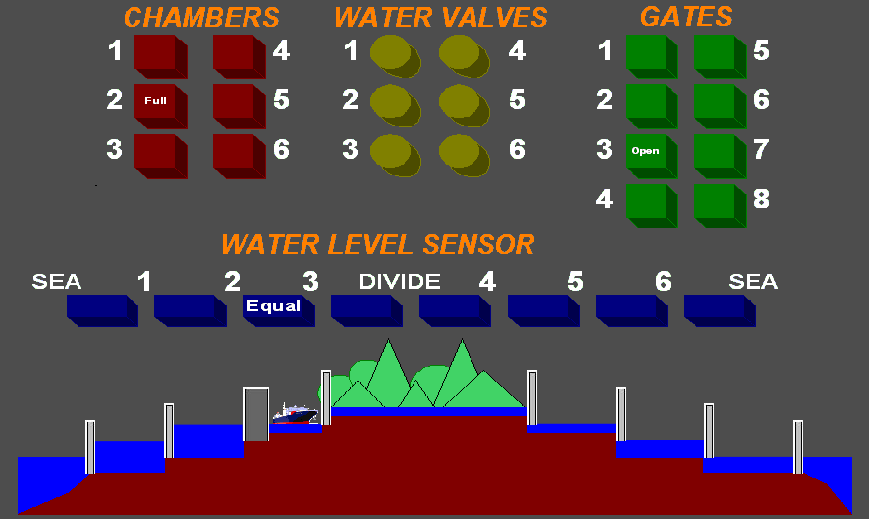 CHAMBERS WATER VALVES GATES
1 4 1 4 1 5
2 Full 5 2 5 2 6
3 6 3 6 3 Open 7
4 8
WATER LEVEL SENSOR
SEA 1 2 3 DIVIDE 4 5 6 SEA
Equal